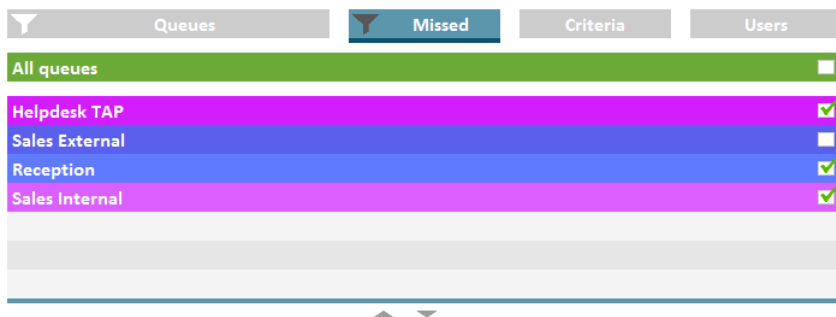 Queues Missed Criteria Users
All queues
Helpdesk TAP
Sales External
Reception
Sales Internal